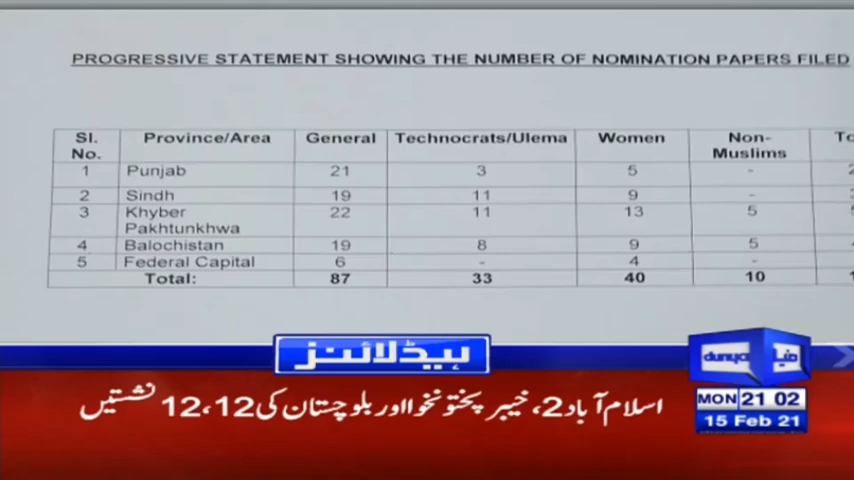 PROGRESSIVE STATEMENT SHOWING THE NUMBER OF NOMINATION PAPERS FILED
Sl. No. Province/Area General Technocrats/Ulema Women Non-Muslims
1 Punjab 21 3 5 -
2 Sindh 19 11 9 -
3 Khyber Pakhtunkhwa 22 11 13 5
4 Balochistan 19 8 9 5
5 Federal Capital 6 - 4 -
Total: 87 33 40 10
ہیڈلائنز
dunya دنیا
اسلام آباد 2، خیبر پختونخوا اور بلوچستان کی 12،12 نشستیں
MON 21 02
15 Feb 21